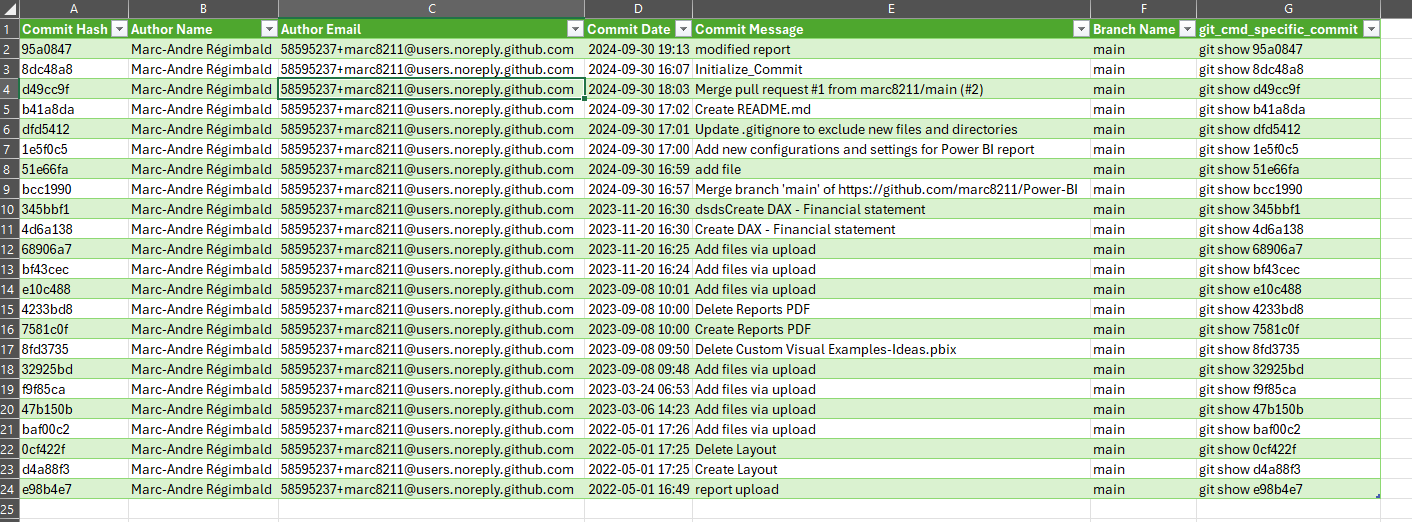 A B C D E F G
1 Commit Hash Author Name Author Email Commit Date Commit Message Branch Name git_cmd_specific_commit
2 95a0847 Marc-Andre Régimbald 58595237+marc8211@users.noreply.github.com 2024-09-30 19:13 modified report main git show 95a0847
3 8dc48a8 Marc-Andre Régimbald 58595237+marc8211@users.noreply.github.com 2024-09-30 16:07 Initialize_Commit main git show 8dc48a8
4 d49cc9f Marc-Andre Régimbald 58595237+marc8211@users.noreply.github.com 2024-09-30 18:03 Merge pull request #1 from marc8211/main (#2) main git show d49cc9f
5 b41a8da Marc-Andre Régimbald 58595237+marc8211@users.noreply.github.com 2024-09-30 17:02 Create README.md main git show b41a8da
6 dfd5412 Marc-Andre Régimbald 58595237+marc8211@users.noreply.github.com 2024-09-30 17:01 Update .gitignore to exclude new files and directories main git show dfd5412
7 1e5f0c5 Marc-Andre Régimbald 58595237+marc8211@users.noreply.github.com 2024-09-30 17:00 Add new configurations and settings for Power BI report main git show 1e5f0c5
8 51e66fa Marc-Andre Régimbald 58595237+marc8211@users.noreply.github.com 2024-09-30 16:59 add file main git show 51e66fa
9 bcc1990 Marc-Andre Régimbald 58595237+marc8211@users.noreply.github.com 2024-09-30 16:57 Merge branch 'main' of https://github.com/marc8211/Power-BI main git show bcc1990
10 345bbf1 Marc-Andre Régimbald 58595237+marc8211@users.noreply.github.com 2023-11-20 16:30 dsdsCreate DAX - Financial statement main git show 345bbf1
11 4d6a138 Marc-Andre Régimbald 58595237+marc8211@users.noreply.github.com 2023-11-20 16:30 Create DAX - Financial statement main git show 4d6a138
12 68906a7 Marc-Andre Régimbald 58595237+marc8211@users.noreply.github.com 2023-11-20 16:25 Add files via upload main git show 68906a7
13 bf43cec Marc-Andre Régimbald 58595237+marc8211@users.noreply.github.com 2023-11-20 16:24 Add files via upload main git show bf43cec
14 e10c488 Marc-Andre Régimbald 58595237+marc8211@users.noreply.github.com 2023-09-08 10:01 Add files via upload main git show e10c488
15 4233bd8 Marc-Andre Régimbald 58595237+marc8211@users.noreply.github.com 2023-09-08 10:00 Delete Reports PDF main git show 4233bd8
16 7581c0f Marc-Andre Régimbald 58595237+marc8211@users.noreply.github.com 2023-09-08 10:00 Create Reports PDF main git show 7581c0f
17 8fd3735 Marc-Andre Régimbald 58595237+marc8211@users.noreply.github.com 2023-09-08 09:50 Delete Custom Visual Examples-Ideas.pbix main git show 8fd3735
18 32925bd Marc-Andre Régimbald 58595237+marc8211@users.noreply.github.com 2023-09-08 09:48 Add files via upload main git show 32925bd
19 f9f85ca Marc-Andre Régimbald 58595237+marc8211@users.noreply.github.com 2023-03-24 06:53 Add files via upload main git show f9f85ca
20 47b150b Marc-Andre Régimbald 58595237+marc8211@users.noreply.github.com 2023-03-06 14:23 Add files via upload main git show 47b150b
21 baf00c2 Marc-Andre Régimbald 58595237+marc8211@users.noreply.github.com 2022-05-01 17:26 Add files via upload main git show baf00c2
22 0cf422f Marc-Andre Régimbald 58595237+marc8211@users.noreply.github.com 2022-05-01 17:25 Delete Layout main git show 0cf422f
23 d4a88f3 Marc-Andre Régimbald 58595237+marc8211@users.noreply.github.com 2022-05-01 17:25 Create Layout main git show d4a88f3
24 e98b4e7 Marc-Andre Régimbald 58595237+marc8211@users.noreply.github.com 2022-05-01 16:49 report upload main git show e98b4e7
25